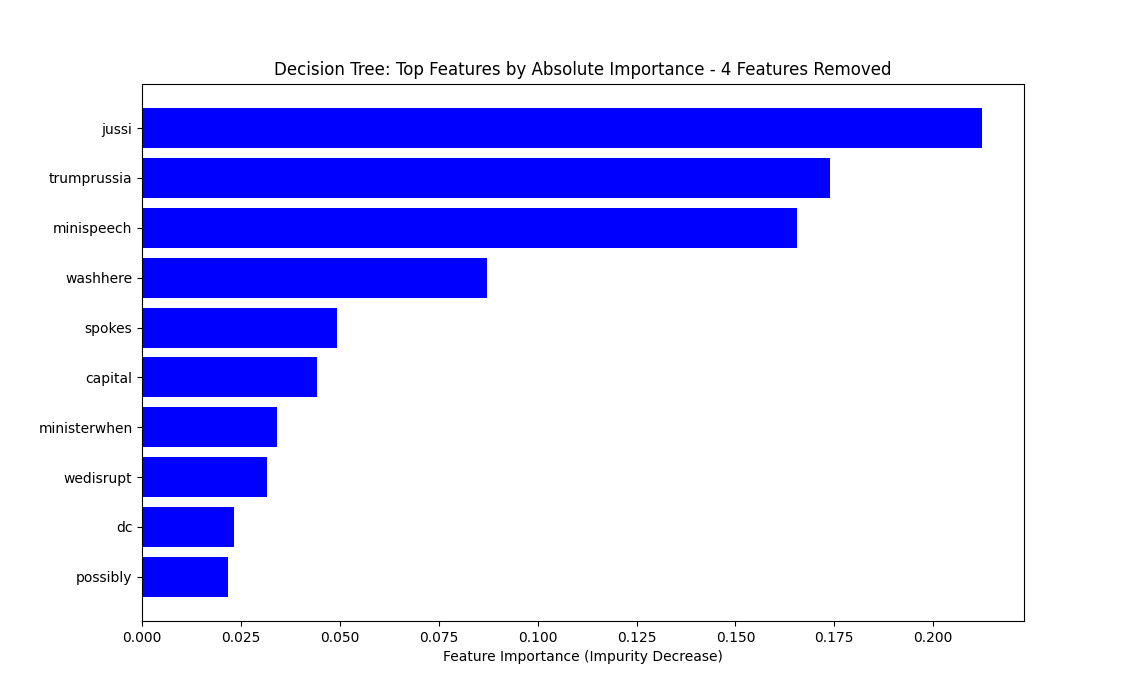 Decision Tree: Top Features by Absolute Importance - 4 Features Removed
jussi
trumprussia
minispeech
washhere
spokes
capital
ministerwhen
wedisrupt
dc
possibly
0.000 0.025 0.050 0.075 0.100 0.125 0.150 0.175 0.200
Feature Importance (Impurity Decrease)